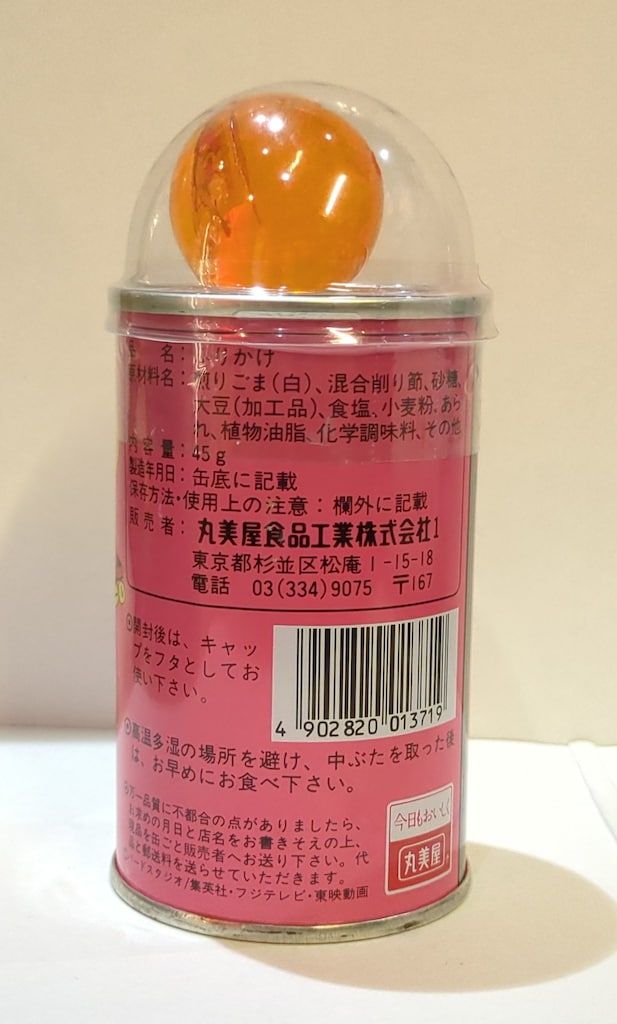 名：ふりかけ
原材料名：煎りごま(白)、混合削り節、砂糖、
大豆(加工品)、食塩、小麦粉、あら
れ、植物油脂、化学調味料、その他
内容量：45g
製造年月日：缶底に記載
保存方法・使用上の注意：欄外に記載
販売者：丸美屋食品工業株式会社1
東京都杉並区松庵1-15-18
電話 03(334)9075 〒167
⊙開封後は、キャッ
プをフタとしてお
使い下さい。
4 902820 013719
⊙高温多湿の場所を避け、中ぶたを取った後
は、お早めにお食べ下さい。
⊙万一品質に不都合の点がありましたら、
お求めの月日と店名をお書きそえの上、
現品を缶ごと販売者へお送り下さい。代
品と郵送料を送らせていただきます。
ードスタジオ/集英社・フジテレビ・東映動画
今日もおいしく
丸美屋